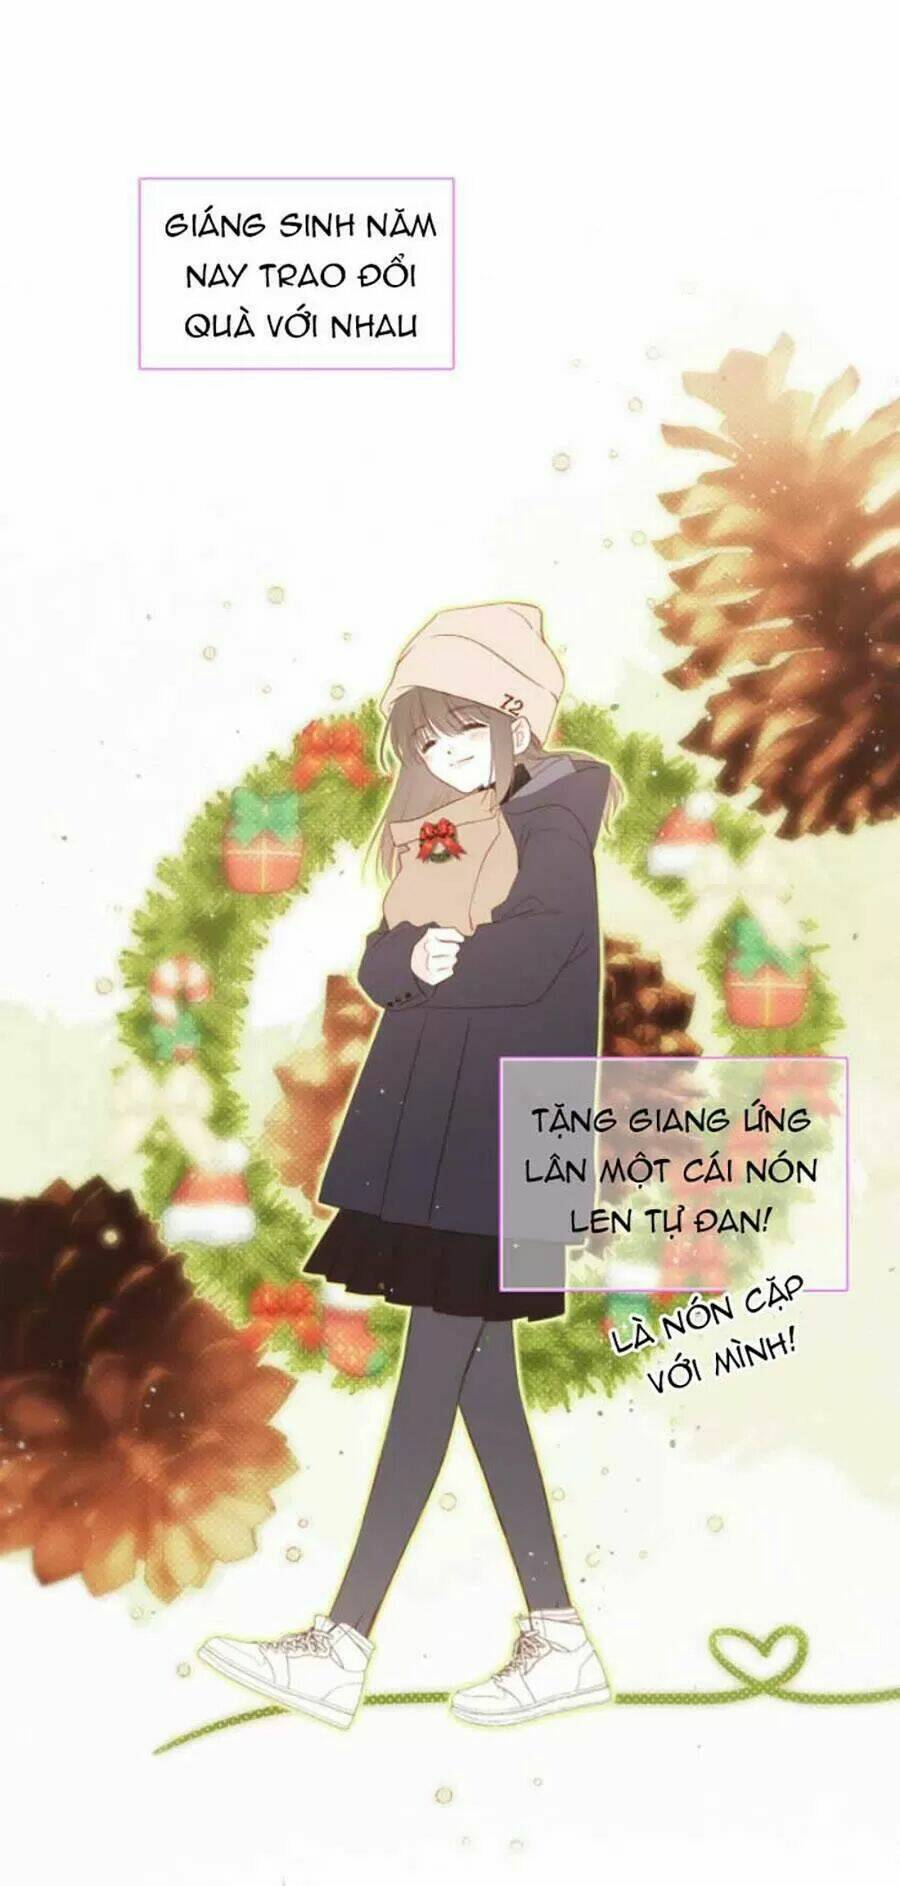 GIÁNG SINH NĂM
NAY TRAO ĐỔI
QUÀ VỚI NHAU
72
TẶNG GIANG ỨNG
LÂN MỘT CÁI NÓN
LEN TỰ ĐAN!
LÀ NÓN CẶP
VỚI MÌNH!